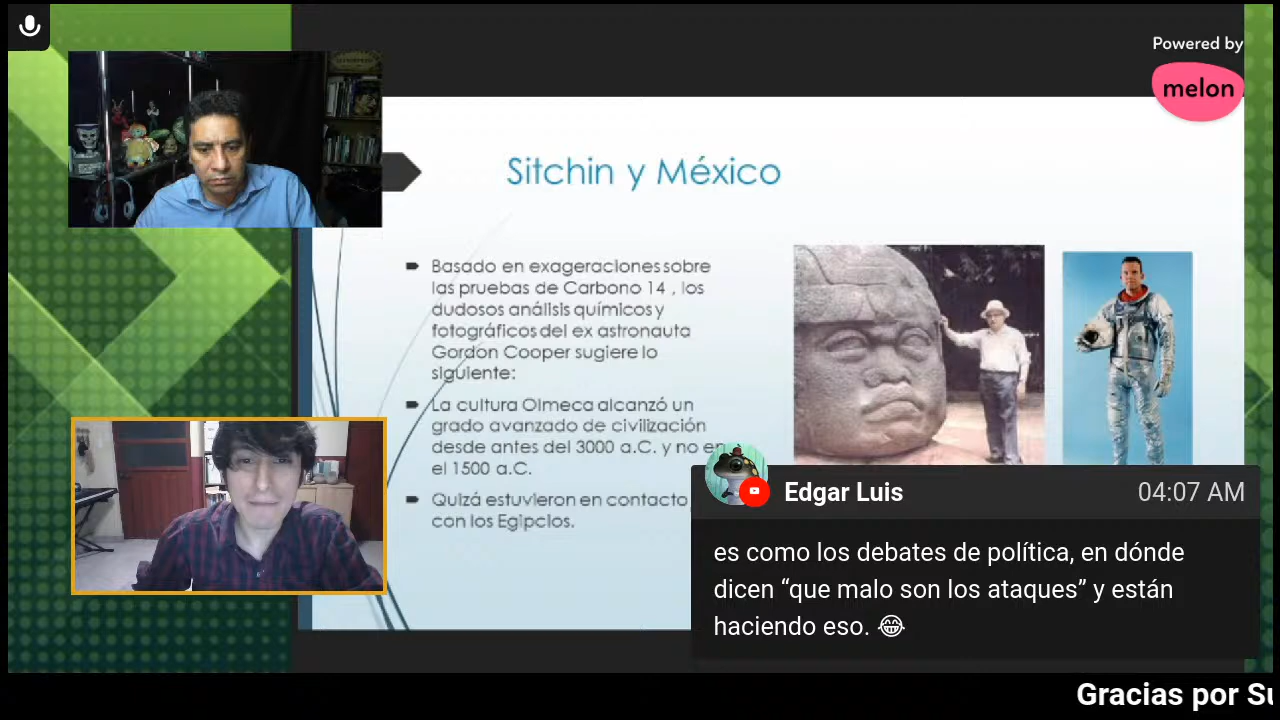 Powered by
melon
Sitchin y México
Basado en exageraciones sobre
las pruebas de Carbono 14 , los
dudosos análisis químicos y
fotográficos del ex astronauta
Gordon Cooper sugiere lo
siguiente:
La cultura Olmeca alcanzó un
grado avanzado de civilización
desde antes del 3000 a.C. y no en
el 1500 a.C.
Quizá estuvieron en contacto
con los Egipcios.
Edgar Luis
04:07 AM
es como los debates de política, en dónde
dicen “que malo son los ataques” y están
haciendo eso. 😂
Gracias por Su